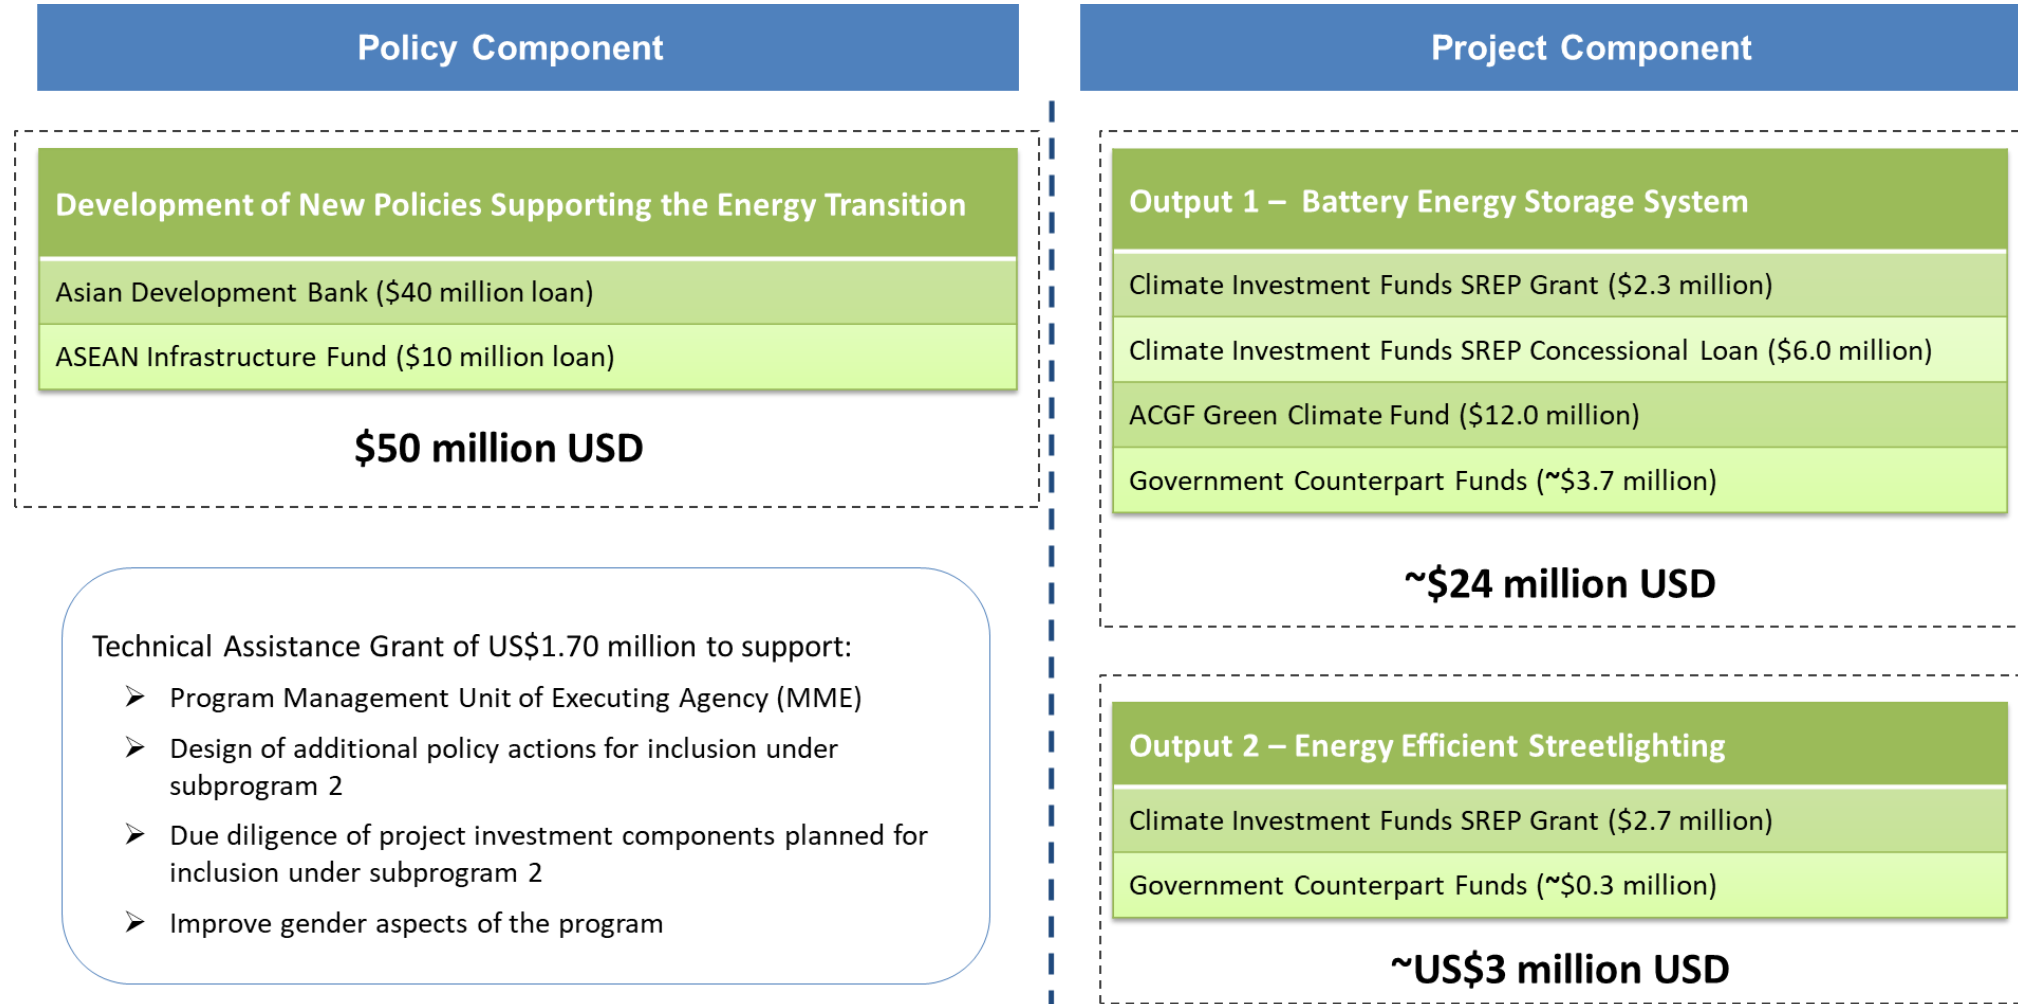 Policy Component
Development of New Policies Supporting the Energy Transition
Asian Development Bank ($40 million loan)
ASEAN Infrastructure Fund ($10 million loan)
$50 million USD
Technical Assistance Grant of US$1.70 million to support:
➢ Program Management Unit of Executing Agency (MME)
➢ Design of additional policy actions for inclusion under
subprogram 2
➢ Due diligence of project investment components planned for
inclusion under subprogram 2
➢ Improve gender aspects of the program
Project Component
Output 1 – Battery Energy Storage System
Climate Investment Funds SREP Grant ($2.3 million)
Climate Investment Funds SREP Concessional Loan ($6.0 million)
ACGF Green Climate Fund ($12.0 million)
Government Counterpart Funds (~$3.7 million)
~$24 million USD
Output 2 – Energy Efficient Streetlighting
Climate Investment Funds SREP Grant ($2.7 million)
Government Counterpart Funds (~$0.3 million)
~US$3 million USD